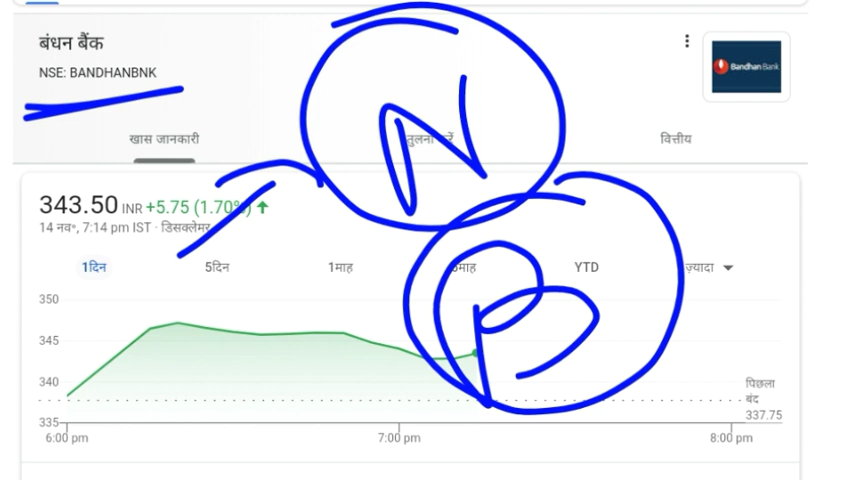 बंधन बैंक
NSE: BANDHANBNK
Bandhan Bank
N
खास जानकारी
तुलना करें
वित्तीय
343.50 INR +5.75 (1.70%)
14 नव॰, 7:14 pm IST · डिसक्लेमर
1दिन
5दिन
1माह
माह
YTD
ज़्यादा
B
350
345
340
335
पिछला
बंद
337.75
6:00 pm
7:00 pm
8:00 pm